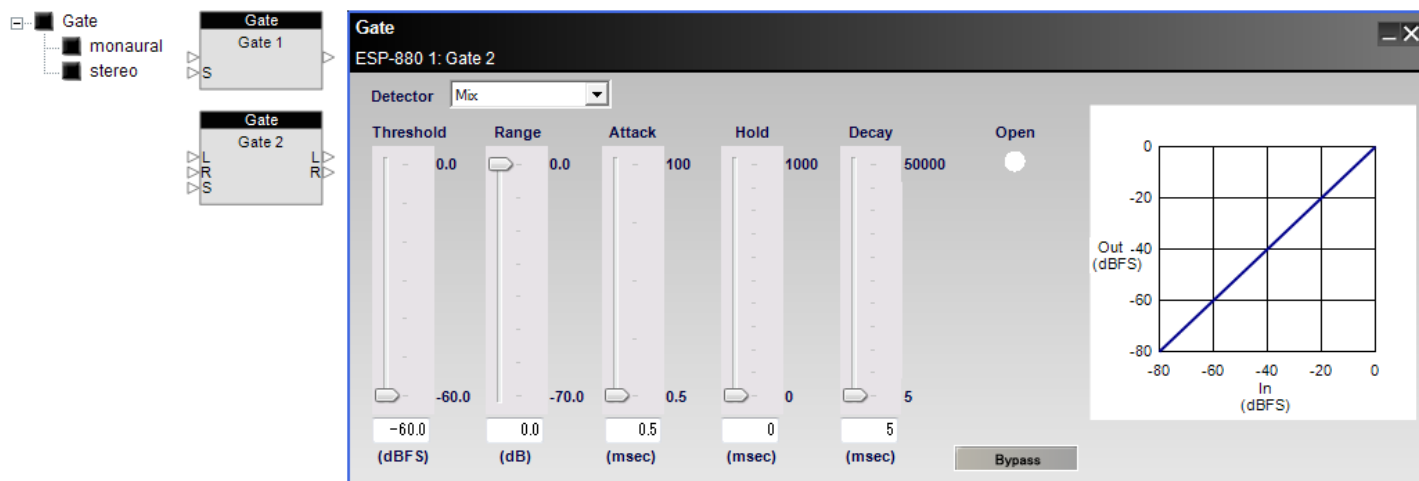 Gate
monaural
stereo
Gate
Gate 1
S
Gate
Gate 2
L L
R R
S
Gate
ESP-880 1: Gate 2
Detector Mix
Threshold Range Attack Hold Decay Open
0.0 0.0 100 1000 50000
-60.0 -70.0 0.5 0 5
-60.0 0.0 0.5 0 5
(dBFS) (dB) (msec) (msec) (msec)
Bypass
0
-20
Out -40
(dBFS)
-60
-80
-80 -60 -40 -20 0
In
(dBFS)